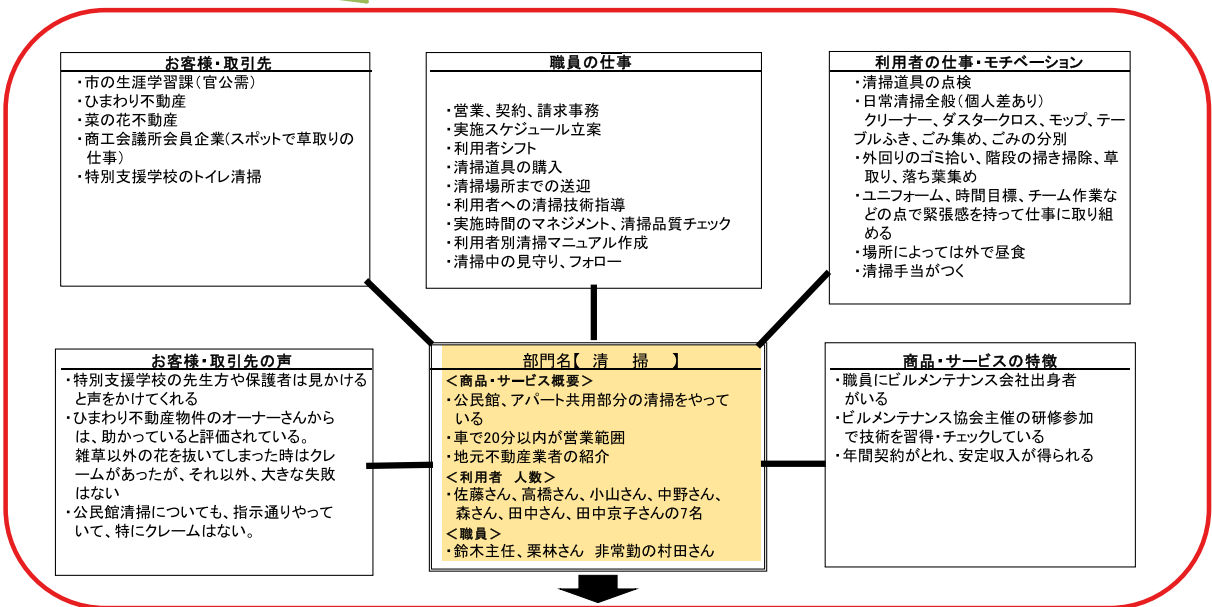 お客様・取引先
・市の生涯学習課(官公需)
・ひまわり不動産
・菜の花不動産
・商工会議所会員企業(スポットで草取りの
仕事)
・特別支援学校のトイレ清掃
職員の仕事
・営業、契約、請求事務
・実施スケジュール立案
・利用者シフト
・清掃道具の購入
・清掃場所までの送迎
・利用者への清掃技術指導
・実施時間のマネジメント、清掃品質チェック
・利用者別清掃マニュアル作成
・清掃中の見守り、フォロー
利用者の仕事・モチベーション
・清掃道具の点検
・日常清掃全般(個人差あり)
クリーナー、ダスタークロス、モップ、テー
ブルふき、ごみ集め、ごみの分別
・外回りのゴミ拾い、階段の掃き掃除、草
取り、落ち葉集め
・ユニフォーム、時間目標、チーム作業な
どの点で緊張感を持って仕事に取り組
める
・場所によっては外で昼食
・清掃手当がつく
お客様・取引先の声
・特別支援学校の先生方や保護者は見かける
と声をかけてくれる
・ひまわり不動産物件のオーナーさんから
は、助かっていると評価されている。
雑草以外の花を抜いてしまった時はクレ
ームがあったが、それ以外、大きな失敗
はない
・公民館清掃についても、指示通りやって
いて、特にクレームはない。
部門名【 清 掃 】
<商品・サービス概要>
・公民館、アパート共用部分の清掃をやって
いる
・車で20分以内が営業範囲
・地元不動産業者の紹介
<利用者 人数>
・佐藤さん、高橋さん、小山さん、中野さん、
森さん、田中さん、田中京子さんの7名
<職員>
・鈴木主任、栗林さん 非常勤の村田さん
商品・サービスの特徴
・職員にビルメンテナンス会社出身者
がいる
・ビルメンテナンス協会主催の研修参加
で技術を習得・チェックしている
・年間契約がとれ、安定収入が得られる